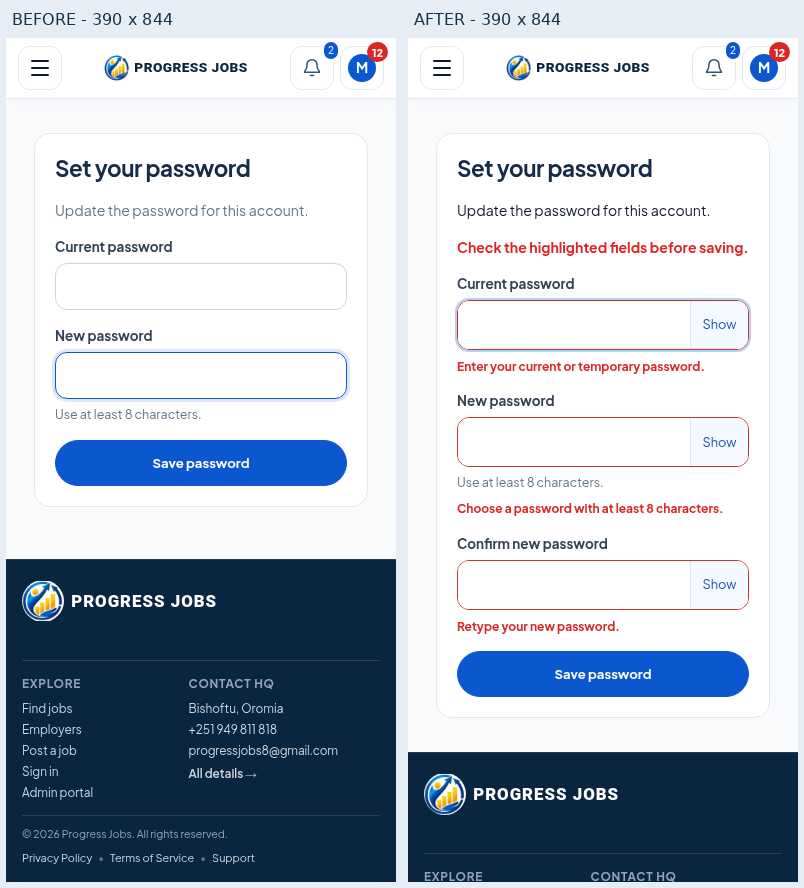 BEFORE - 390 x 844
2
12
PROGRESS JOBS
M
Set your password
Update the password for this account.
Current password
New password
Use at least 8 characters.
Save password
PROGRESS JOBS
EXPLORE
Find jobs
Employers
Post a job
Sign in
Admin portal
CONTACT HQ
Bishoftu, Oromia
+251 949 811 818
progressjobs8@gmail.com
All details →
© 2026 Progress Jobs. All rights reserved.
Privacy Policy • Terms of Service • Support
AFTER - 390 x 844
2
12
PROGRESS JOBS
M
Set your password
Update the password for this account.
Check the highlighted fields before saving.
Current password
Show
Enter your current or temporary password.
New password
Show
Use at least 8 characters.
Choose a password with at least 8 characters.
Confirm new password
Show
Retype your new password.
Save password
PROGRESS JOBS
EXPLORE
CONTACT HQ